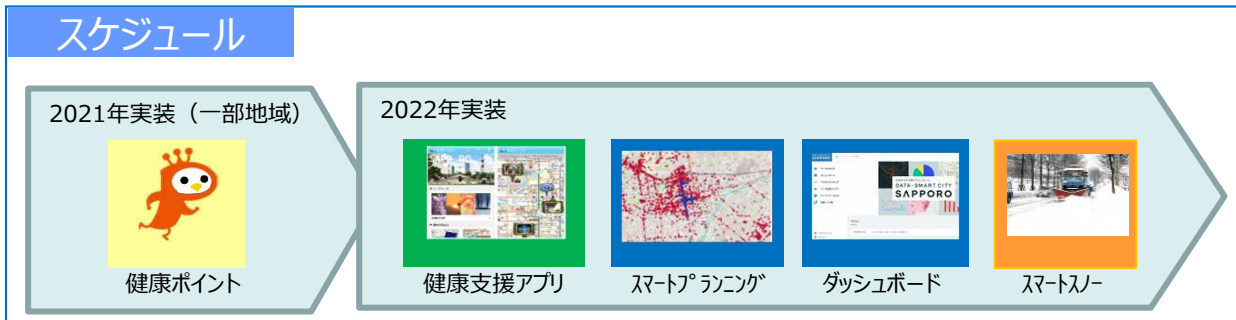 スケジュール
2021年実装（一部地域）
2022年実装
SAPP RO
DATA-SMART CITY
SAPPORO
健康ポイント
健康支援アプリ
ｽﾏｰﾄﾌﾟﾗﾝﾆﾝｸﾞ
ダッシュボード
ｽﾏｰﾄｽﾉｰ